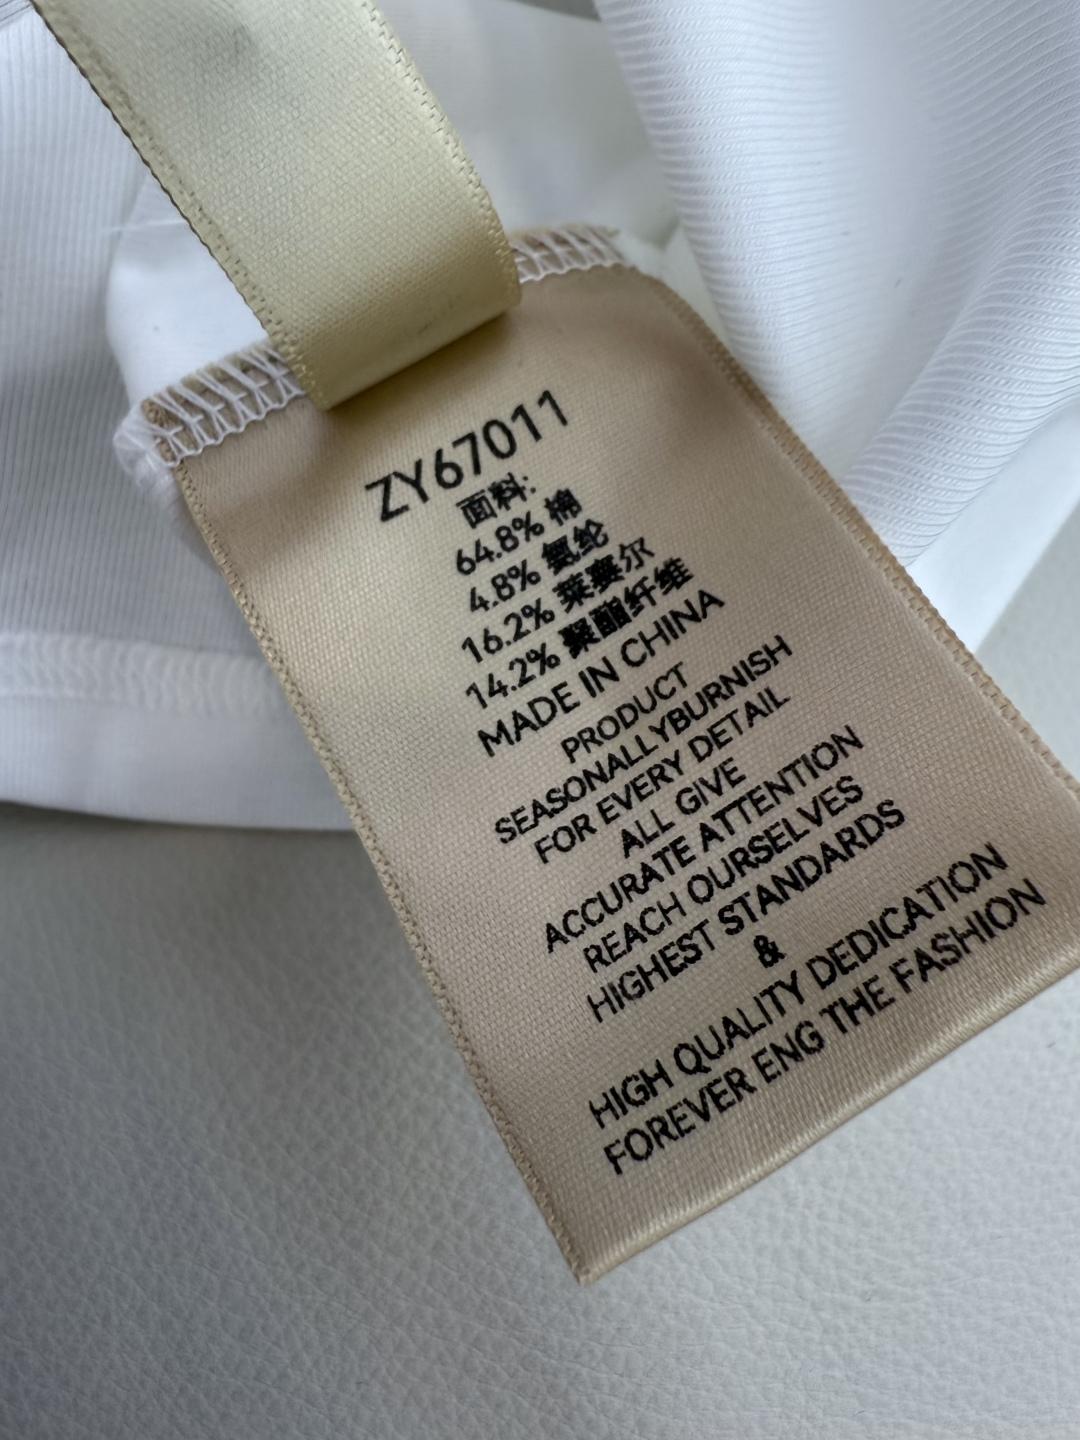 ZY67011
面料:
64.8% 棉
4.8% 氨纶
16.2% 莱赛尔
14.2% 聚酯纤维
MADE IN CHINA
PRODUCT
SEASONALLYBURNISH
FOR EVERY DETAIL
ALL GIVE
ACCURATE ATTENTION
REACH OURSELVES
HIGHEST STANDARDS
&
HIGH QUALITY DEDICATION
FOREVER ENG THE FASHION